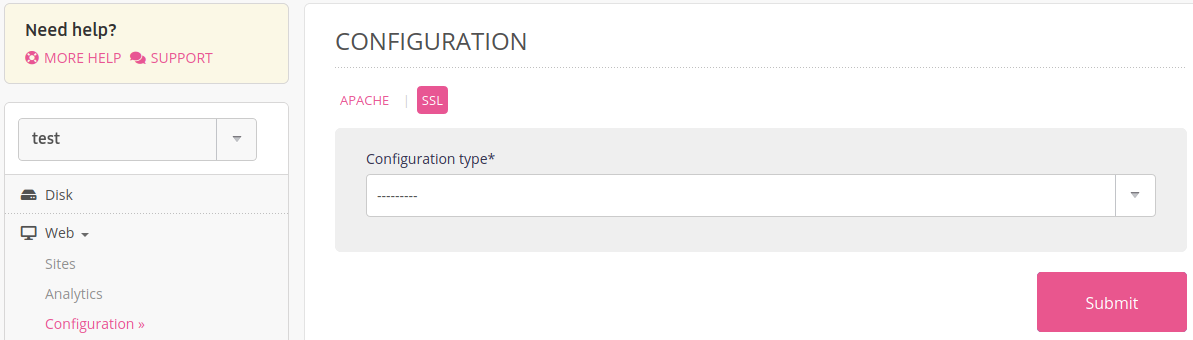 Need help?
MORE HELP SUPPORT
test
Disk
Web
Sites
Analytics
Configuration »
CONFIGURATION
APACHE | SSL
Configuration type*
---------
Submit